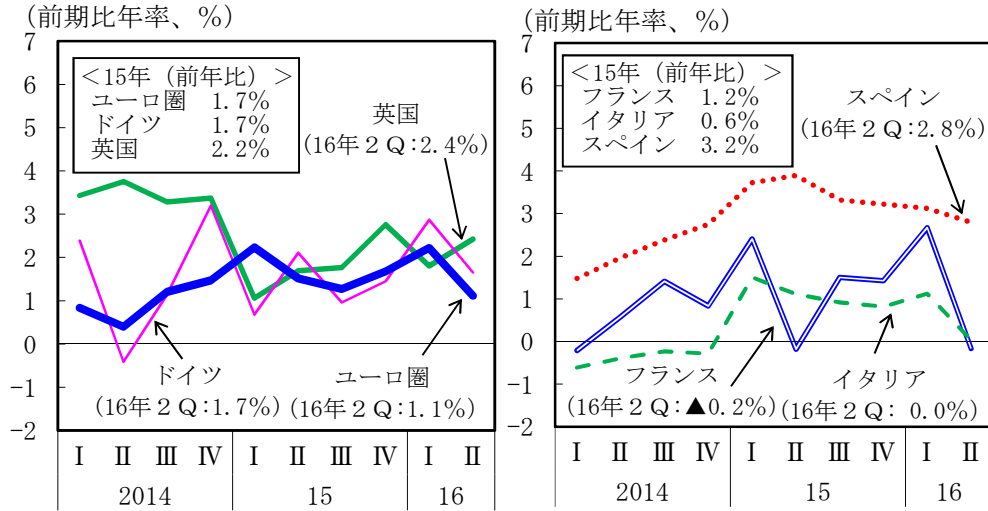 (前期比年率、%)
7
6
5
4
3
2
1
0
−1
−2
<15年（前年比）>
ユーロ圏 1.7%
ドイツ 1.7%
英国 2.2%
英国
(16年２Ｑ:2.4%)
ドイツ
(16年２Ｑ:1.7%)
ユーロ圏
(16年２Ｑ:1.1%)
Ⅰ Ⅱ Ⅲ Ⅳ Ⅰ Ⅱ Ⅲ Ⅳ Ⅰ Ⅱ
2014 15 16
(前期比年率、%)
7
6
5
4
3
2
1
0
−1
−2
<15年（前年比）>
フランス 1.2%
イタリア 0.6%
スペイン 3.2%
スペイン
(16年２Ｑ:2.8%)
フランス
(16年２Ｑ:▲0.2%)
イタリア
(16年２Ｑ: 0.0%)
Ⅰ Ⅱ Ⅲ Ⅳ Ⅰ Ⅱ Ⅲ Ⅳ Ⅰ Ⅱ
2014 15 16